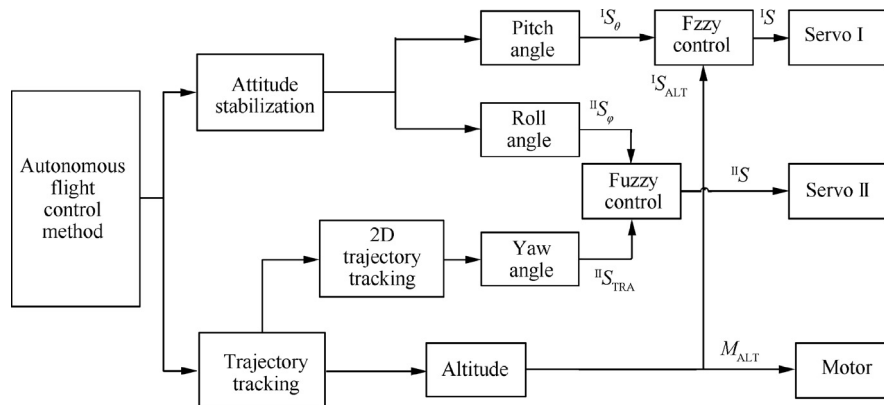 Autonomous
flight
control
method
Attitude
stabilization
Trajectory
tracking
2D
trajectory
tracking
Pitch
angle
Roll
angle
Yaw
angle
Altitude
ᴵS_θ
Fzzy
control
ᴵS
Servo I
ᴵS_ALT
ᴵᴵS_φ
Fuzzy
control
ᴵᴵS
Servo II
ᴵᴵS_TRA
M_ALT
Motor